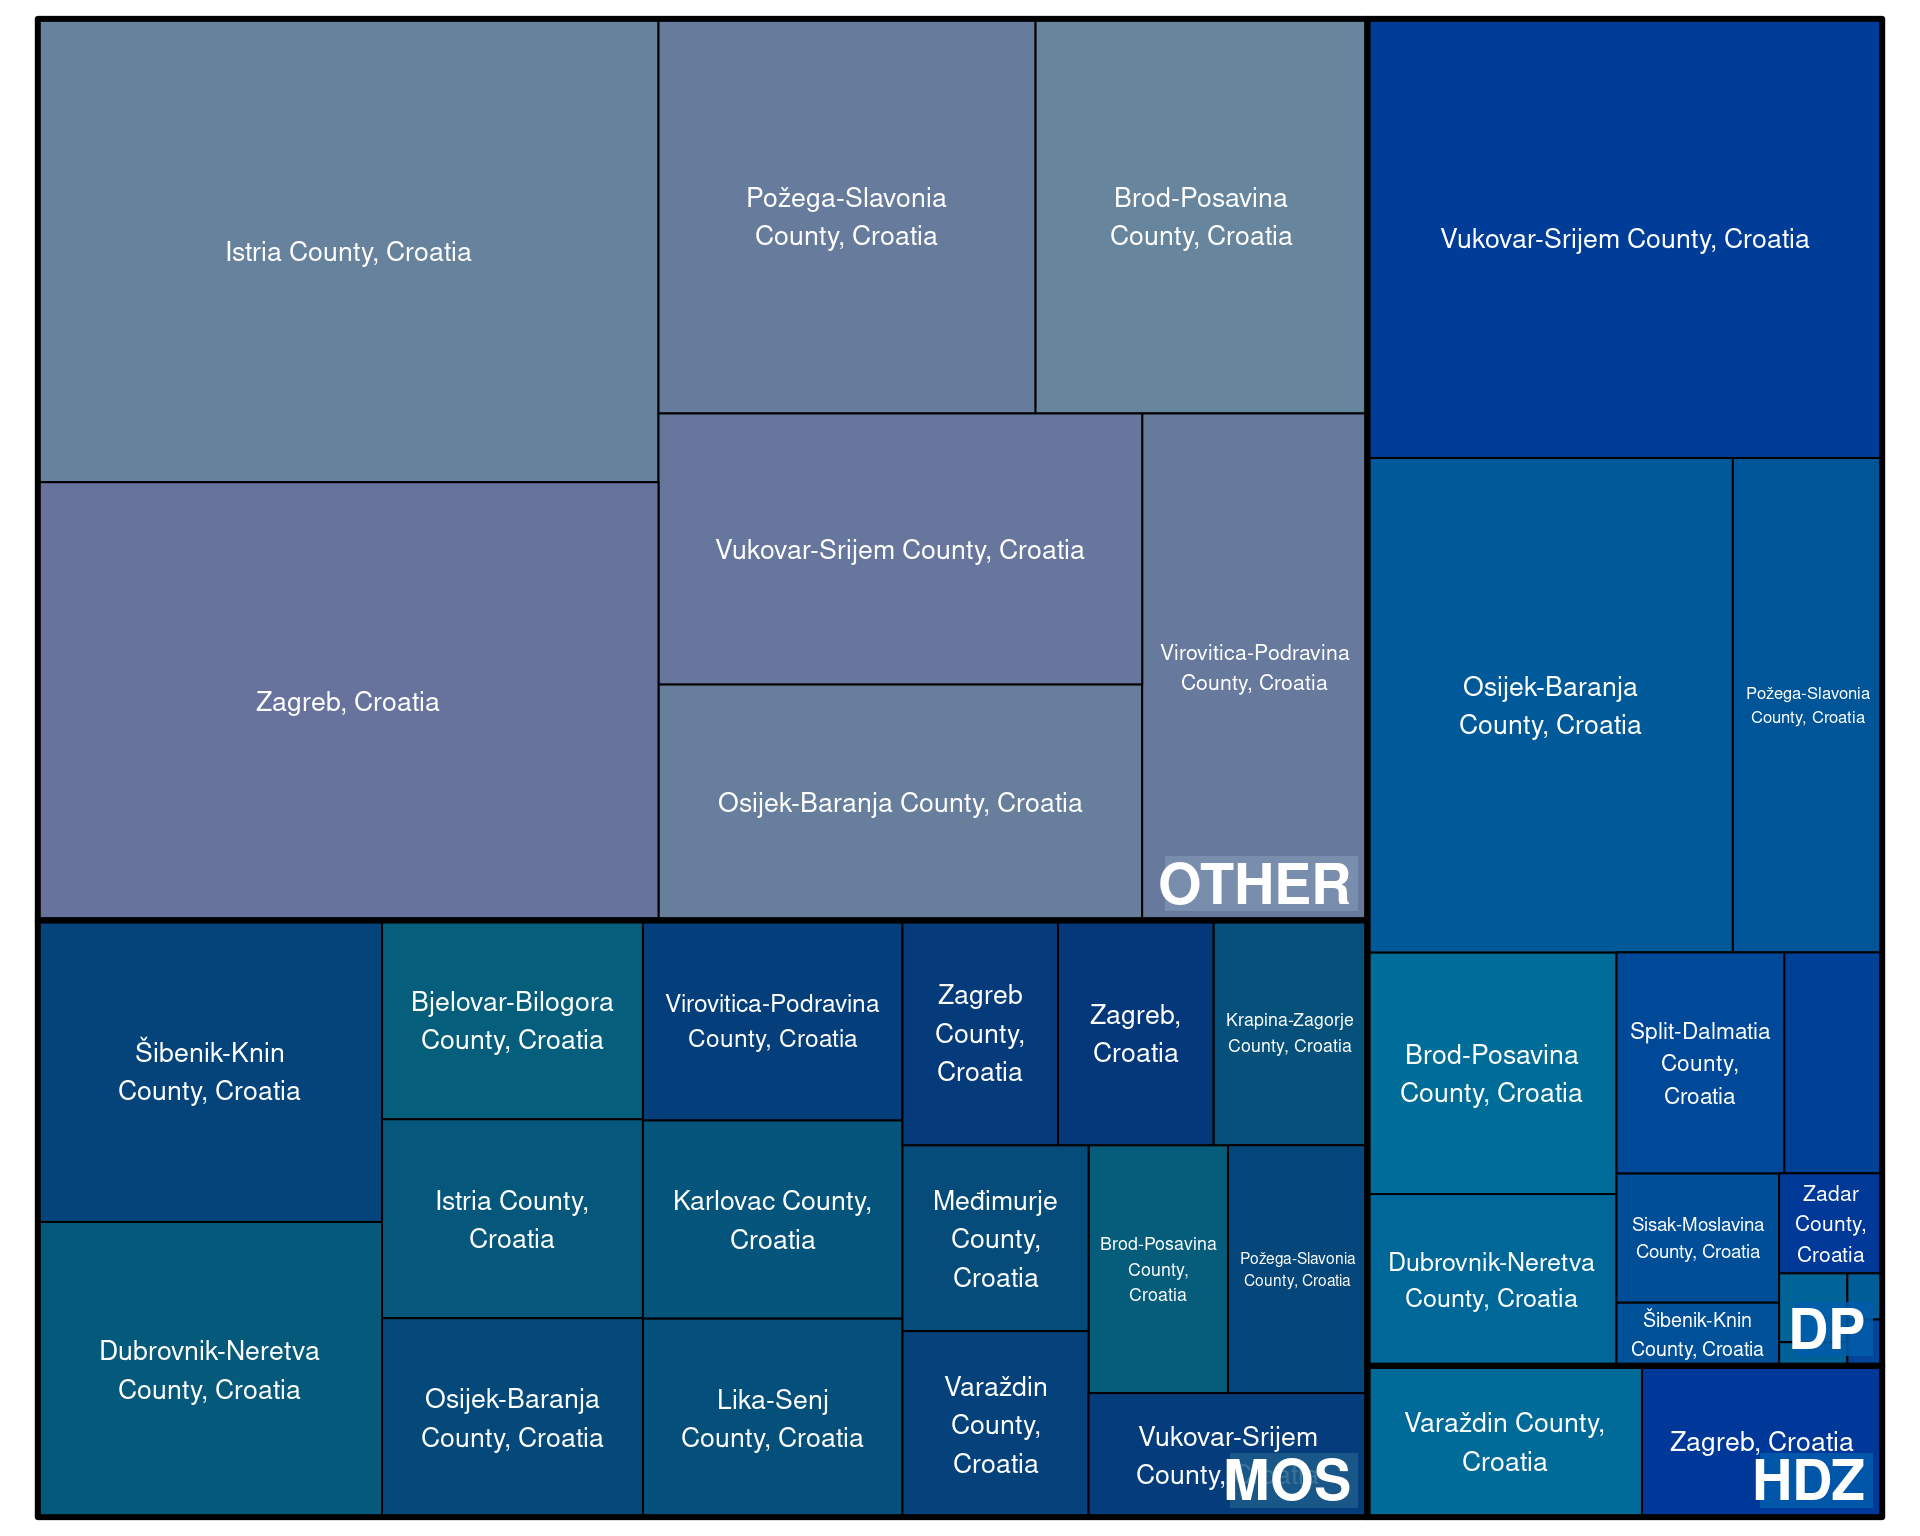 Istria County, Croatia
Požega-Slavonia
County, Croatia
Brod-Posavina
County, Croatia
Vukovar-Srijem County, Croatia
Zagreb, Croatia
Vukovar-Srijem County, Croatia
Osijek-Baranja County, Croatia
Virovitica-Podravina
County, Croatia
OTHER
Osijek-Baranja
County, Croatia
Požega-Slavonia
County, Croatia
Šibenik-Knin
County, Croatia
Dubrovnik-Neretva
County, Croatia
Bjelovar-Bilogora
County, Croatia
Istria County,
Croatia
Osijek-Baranja
County, Croatia
Virovitica-Podravina
County, Croatia
Karlovac County,
Croatia
Lika-Senj
County, Croatia
Zagreb
County,
Croatia
Zagreb,
Croatia
Krapina-Zagorje
County, Croatia
Međimurje
County,
Croatia
Varaždin
County,
Croatia
Brod-Posavina
County,
Croatia
Požega-Slavonia
County, Croatia
Vukovar-Srijem
County,
MOS
Brod-Posavina
County, Croatia
Dubrovnik-Neretva
County, Croatia
Split-Dalmatia
County,
Croatia
Sisak-Moslavina
County, Croatia
Šibenik-Knin
County, Croatia
Zadar
County,
Croatia
DP
Varaždin County,
Croatia
Zagreb, Croatia
HDZ